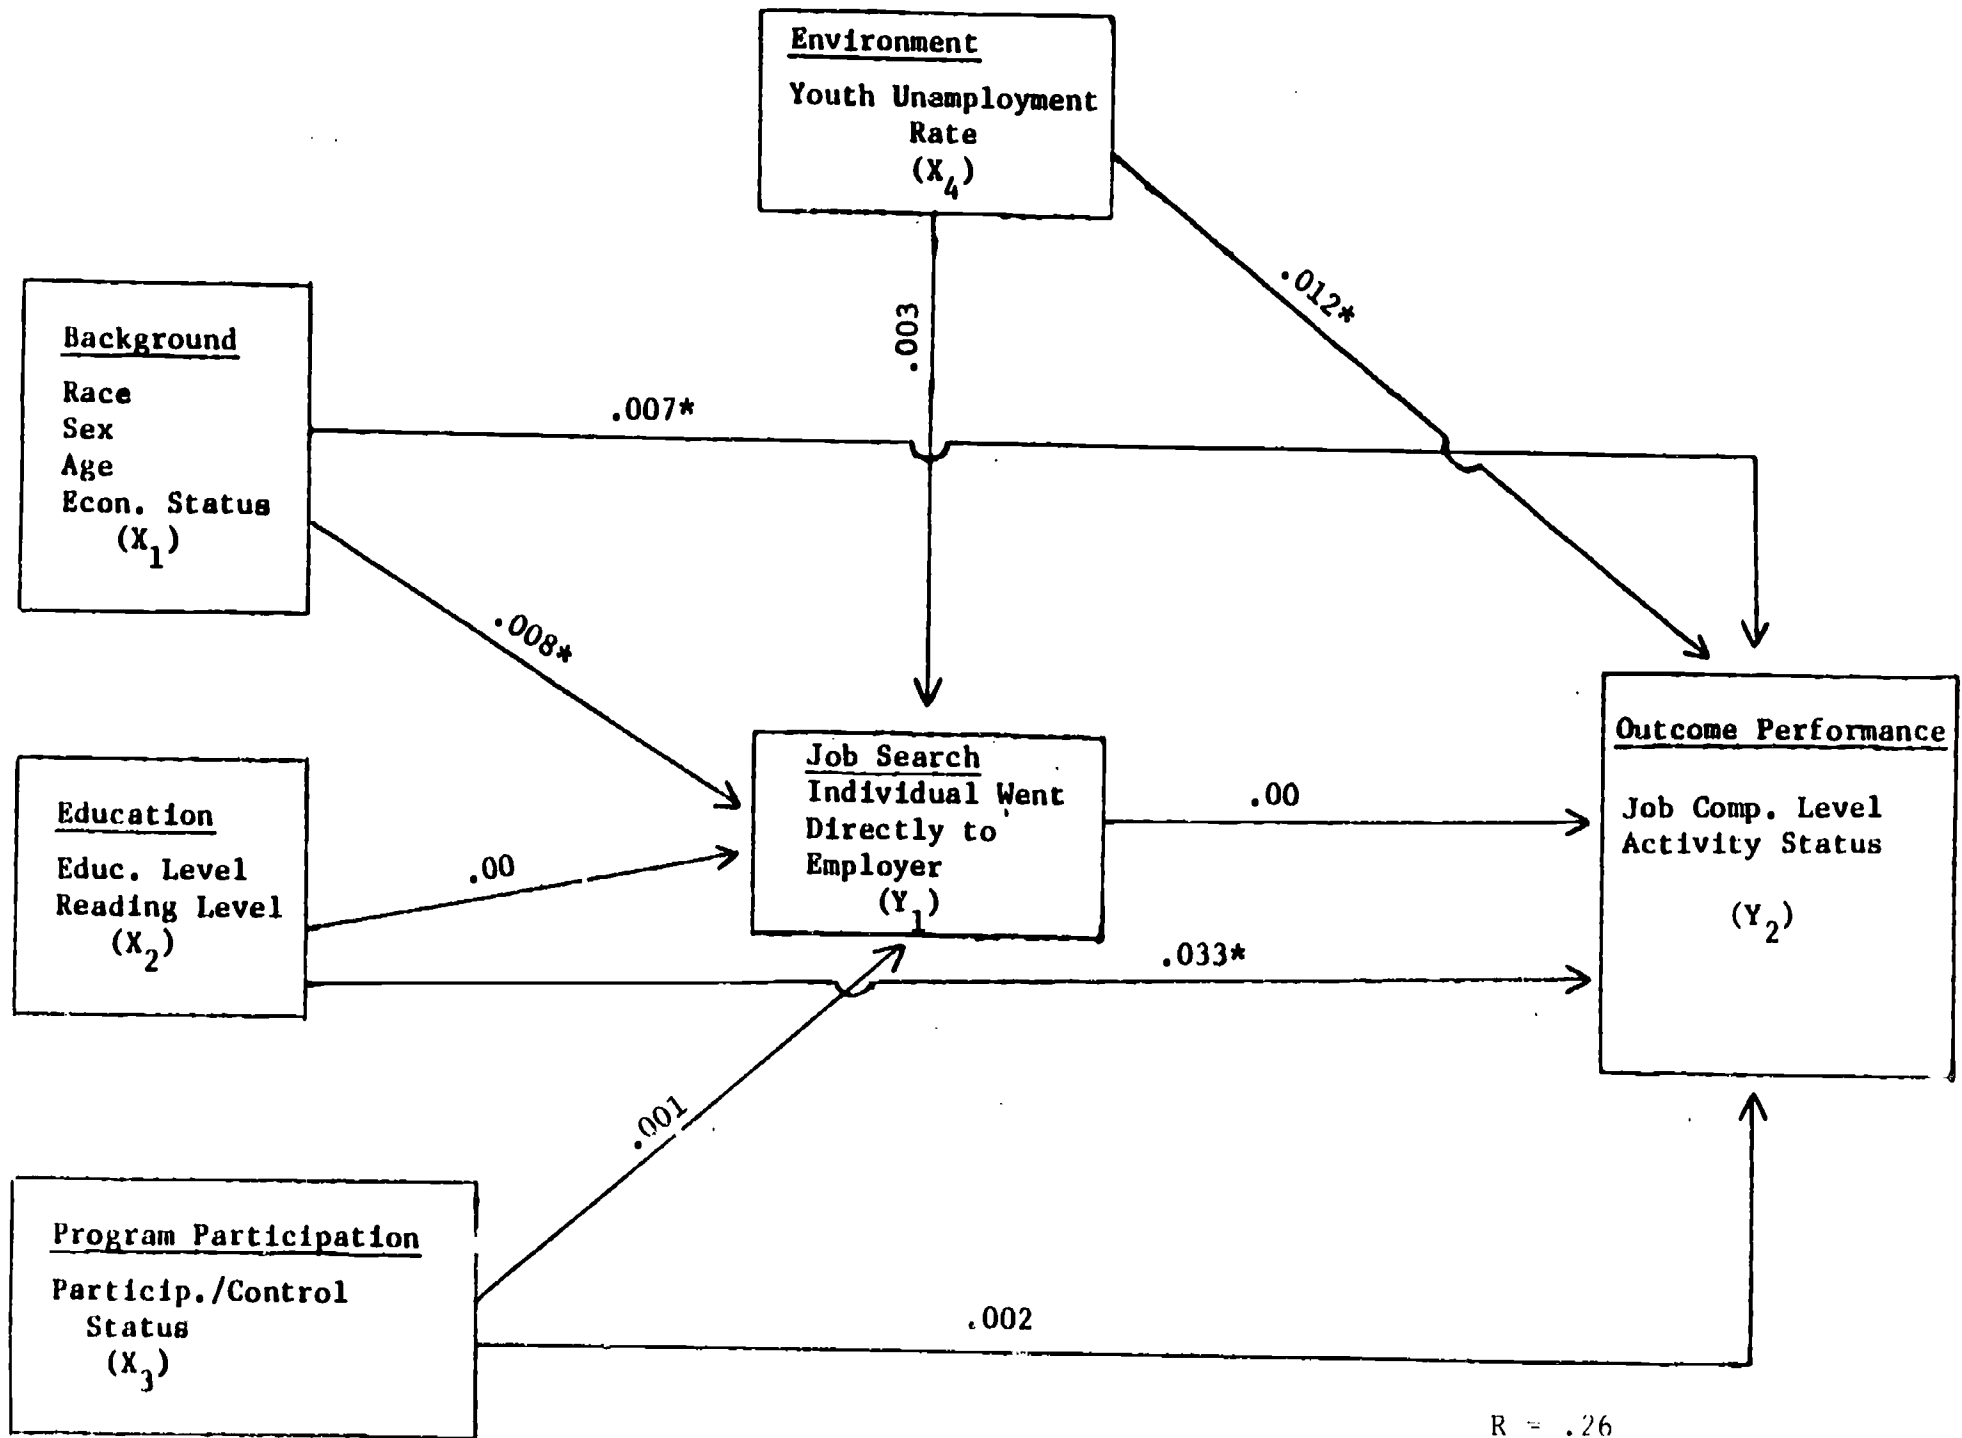 Environment
Youth Unamployment
Rate
(X4)
.012*
.003
Background
Race
Sex
Age
Econ. Status
(X1)
.007*
.008*
Job Search
Individual Went
Directly to
Employer
(Y1)
.00
Outcome Performance
Job Comp. Level
Activity Status
(Y2)
Education
Educ. Level
Reading Level
(X2)
.00
.033*
.001
Program Participation
Particip./Control
Status
(X3)
.002
R = .26